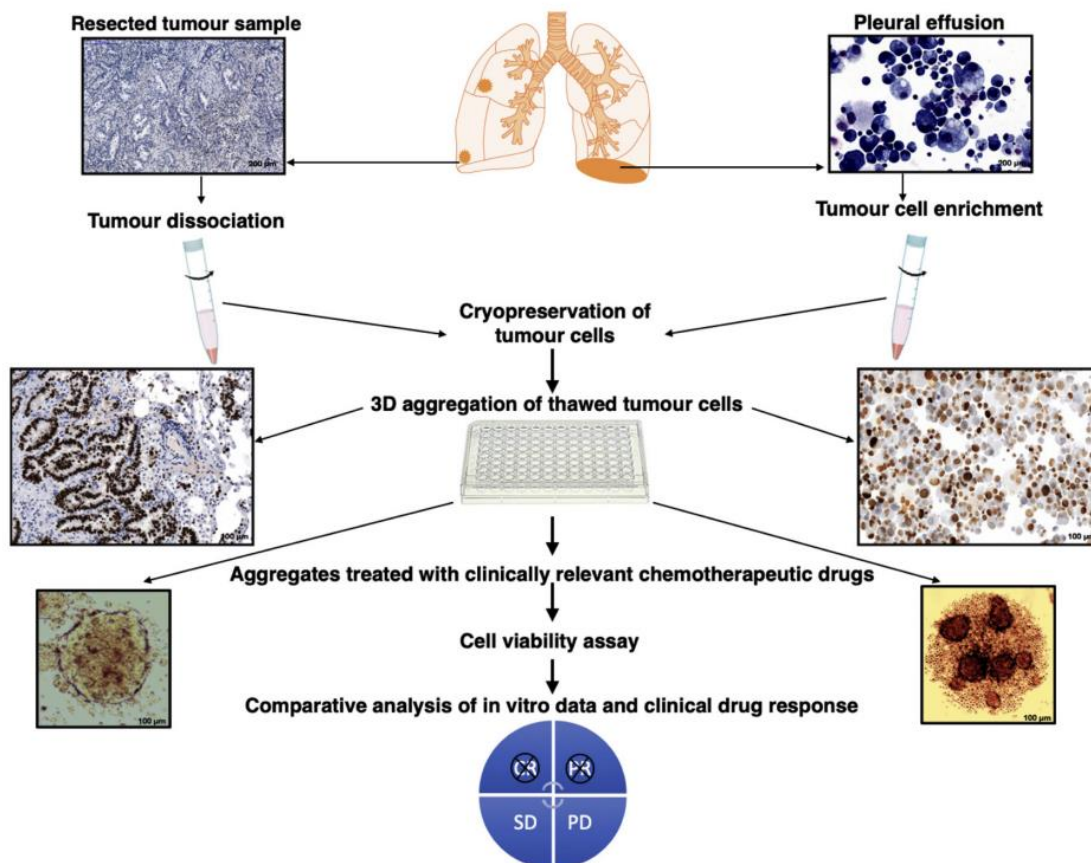 Resected tumour sample
Pleural effusion
200 µm
200 µm
Tumour dissociation
Tumour cell enrichment
Cryopreservation of
tumour cells
3D aggregation of thawed tumour cells
100 µm
100 µm
Aggregates treated with clinically relevant chemotherapeutic drugs
Cell viability assay
100 µm
100 µm
Comparative analysis of in vitro data and clinical drug response
CR
PR
SD
PD